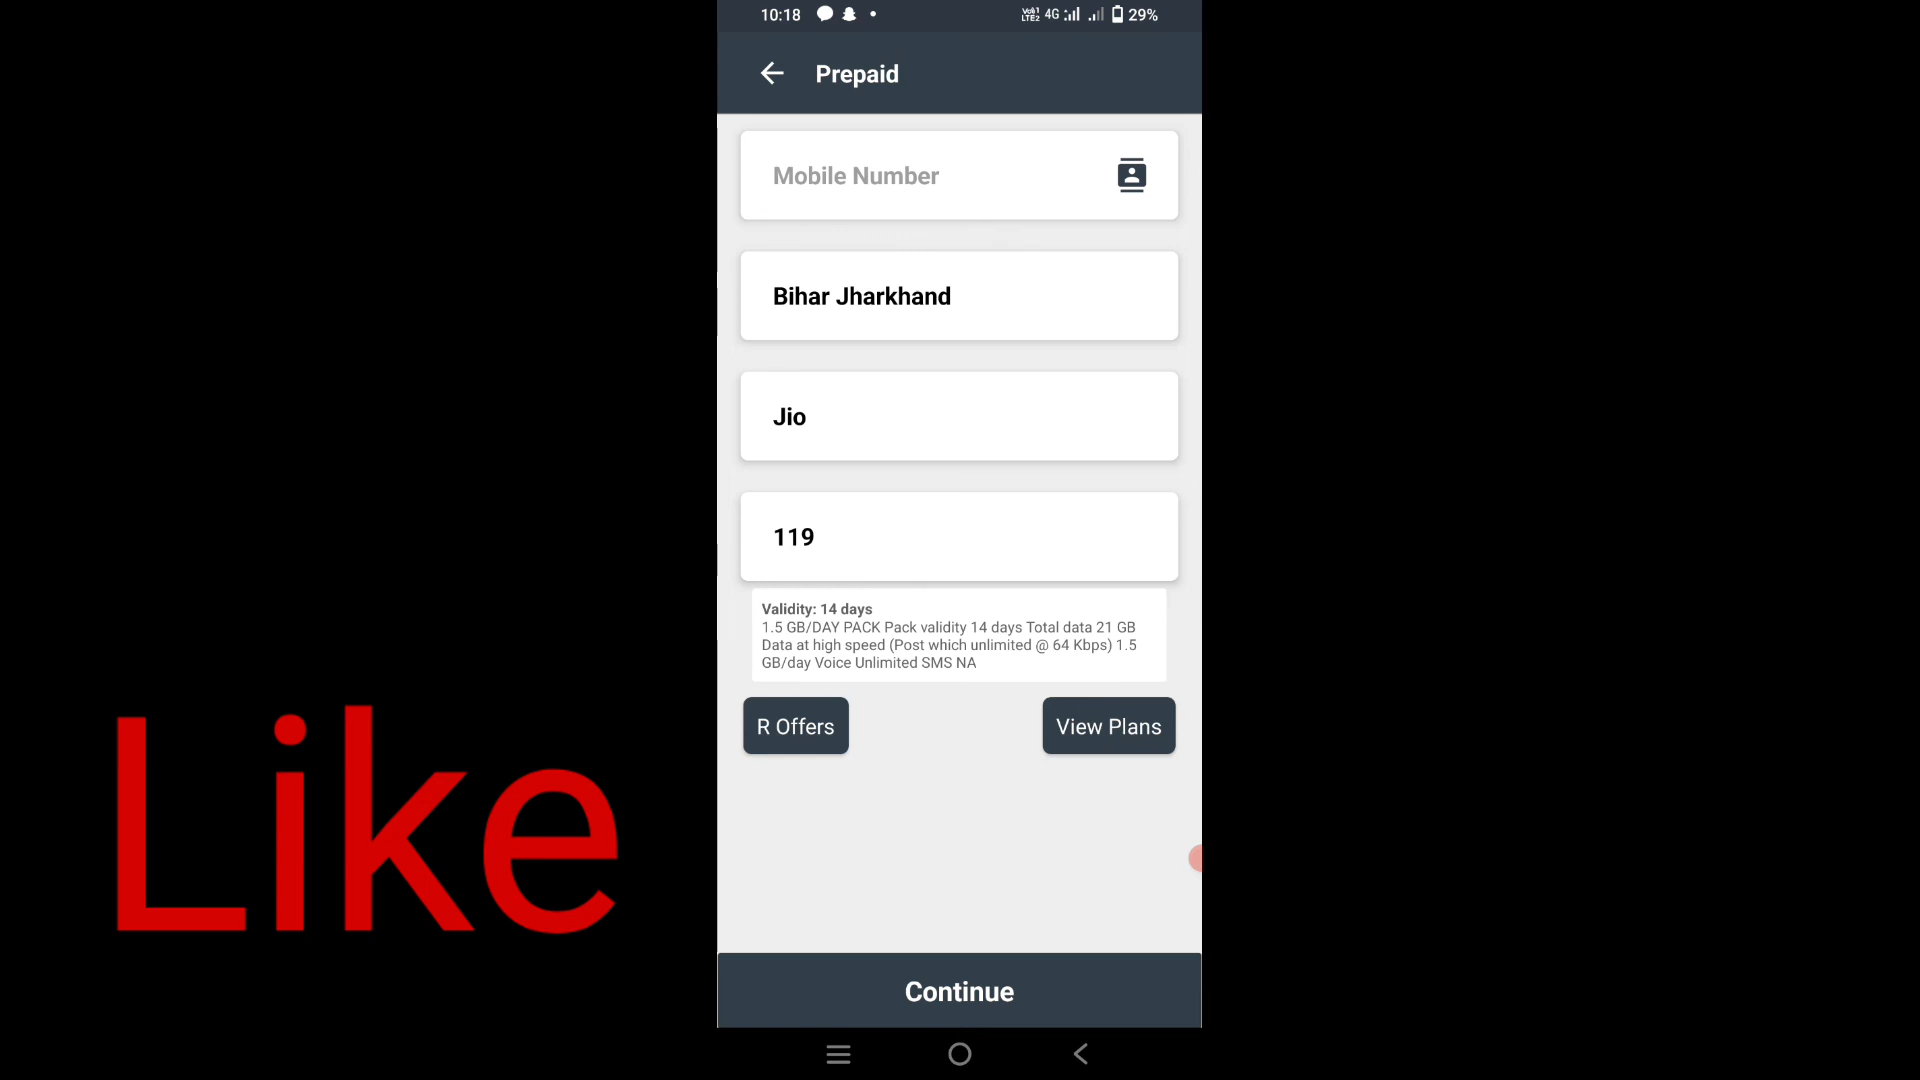 10:18
VoLTE1 LTE2 4G 29%
Prepaid
Mobile Number
Bihar Jharkhand
Jio
119
Validity: 14 days
1.5 GB/DAY PACK Pack validity 14 days Total data 21 GB
Data at high speed (Post which unlimited @ 64 Kbps) 1.5
GB/day Voice Unlimited SMS NA
R Offers
View Plans
Like
Continue